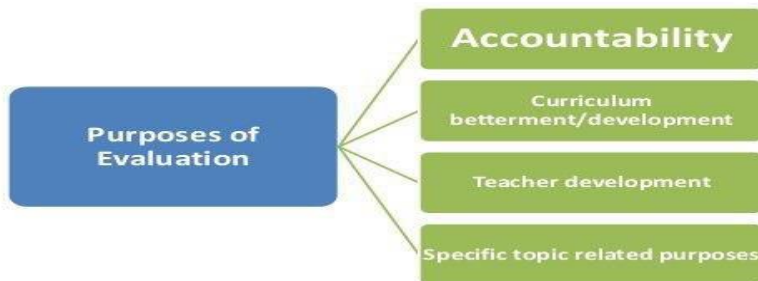 Purposes of
Evaluation
Accountability
Curriculum
betterment/development
Teacher development
Specific topic related purposes